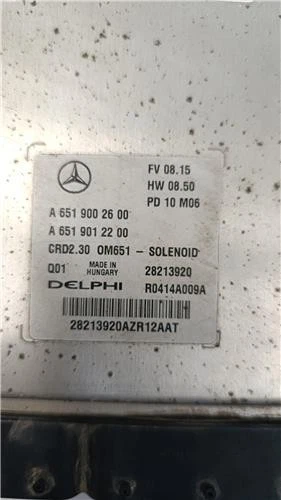 FV 08.15
HW 08.50
PD 10 M06
A 651 900 26 00
A 651 901 22 00
CRD2.30 OM651 - SOLENOID
Q01 MADE IN HUNGARY 28213920
DELPHI R0414A009A
28213920AZR12AAT